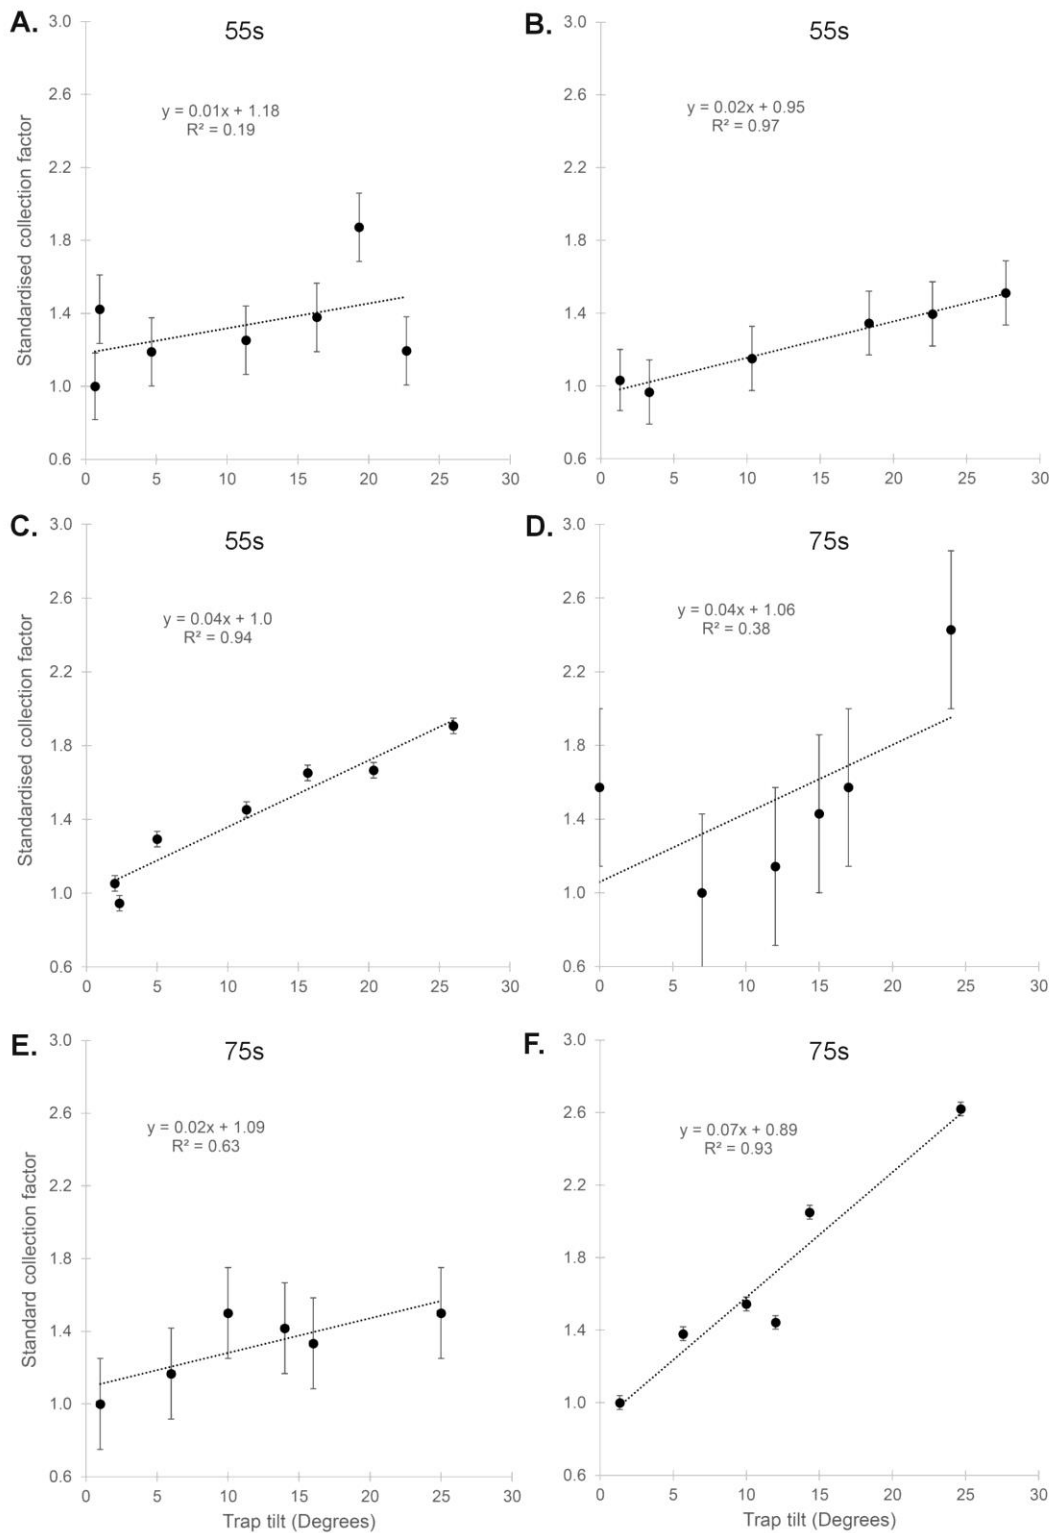 A.
55s
y = 0.01x + 1.18
R² = 0.19
Standardised collection factor
3.0
2.6
2.2
1.8
1.4
1.0
0.6
0 5 10 15 20 25 30
B.
55s
y = 0.02x + 0.95
R² = 0.97
3.0
2.6
2.2
1.8
1.4
1.0
0.6
0 5 10 15 20 25 30
C.
55s
y = 0.04x + 1.0
R² = 0.94
Standardised collection factor
3.0
2.6
2.2
1.8
1.4
1.0
0.6
0 5 10 15 20 25 30
D.
75s
y = 0.04x + 1.06
R² = 0.38
3.0
2.6
2.2
1.8
1.4
1.0
0.6
0 5 10 15 20 25 30
E.
75s
y = 0.02x + 1.09
R² = 0.63
Standard collection factor
3.0
2.6
2.2
1.8
1.4
1.0
0.6
0 5 10 15 20 25 30
Trap tilt (Degrees)
F.
75s
y = 0.07x + 0.89
R² = 0.93
3.0
2.6
2.2
1.8
1.4
1.0
0.6
0 5 10 15 20 25 30
Trap tilt (Degrees)